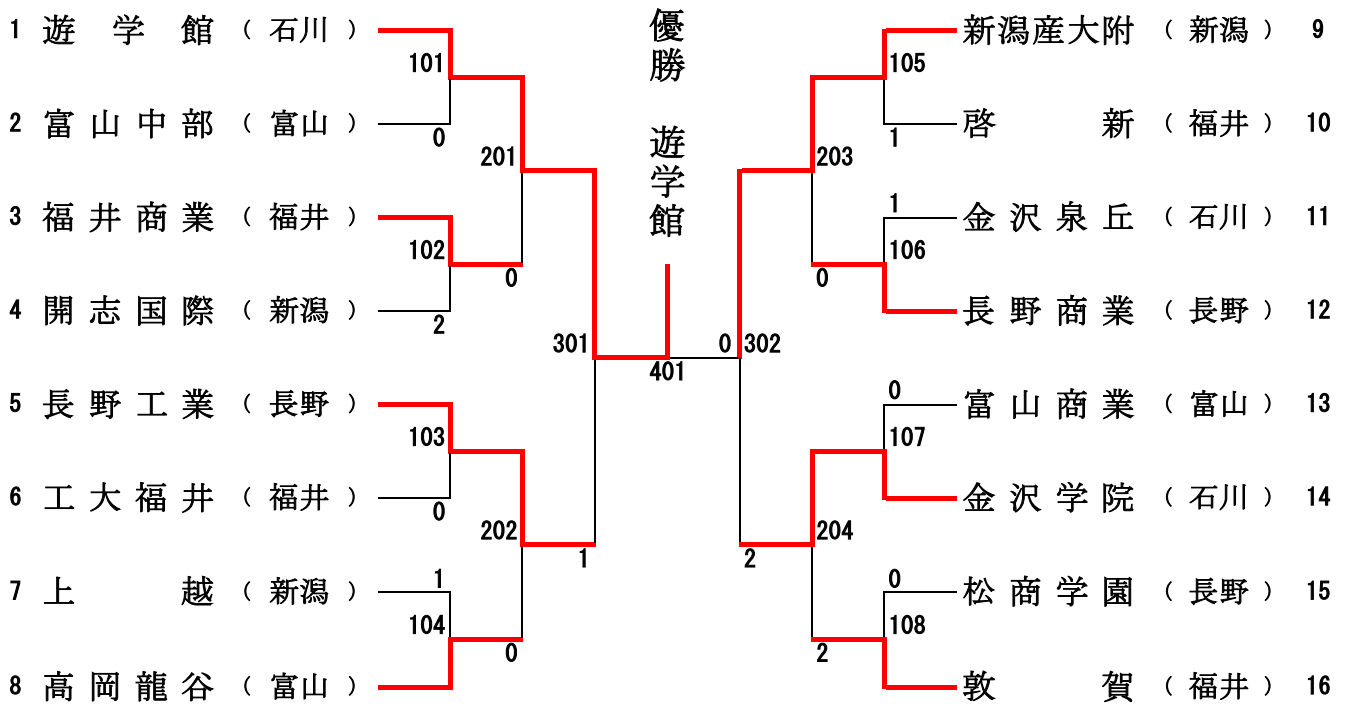 優勝 遊学館
1 遊学館 （石川）
101
2 富山中部 （富山）
0
201
3 福井商業 （福井）
102
0
4 開志国際 （新潟）
2
301
5 長野工業 （長野）
103
6 工大福井 （福井）
0
202
1
7 上越 （新潟）
1
104
0
8 高岡龍谷 （富山）
401
新潟産大附 （新潟） 9
105
啓新 （福井） 10
1
203
1
金沢泉丘 （石川） 11
106
0
長野商業 （長野） 12
0 302
0
富山商業 （富山） 13
107
金沢学院 （石川） 14
204
2
0
松商学園 （長野） 15
108
2
敦賀 （福井） 16